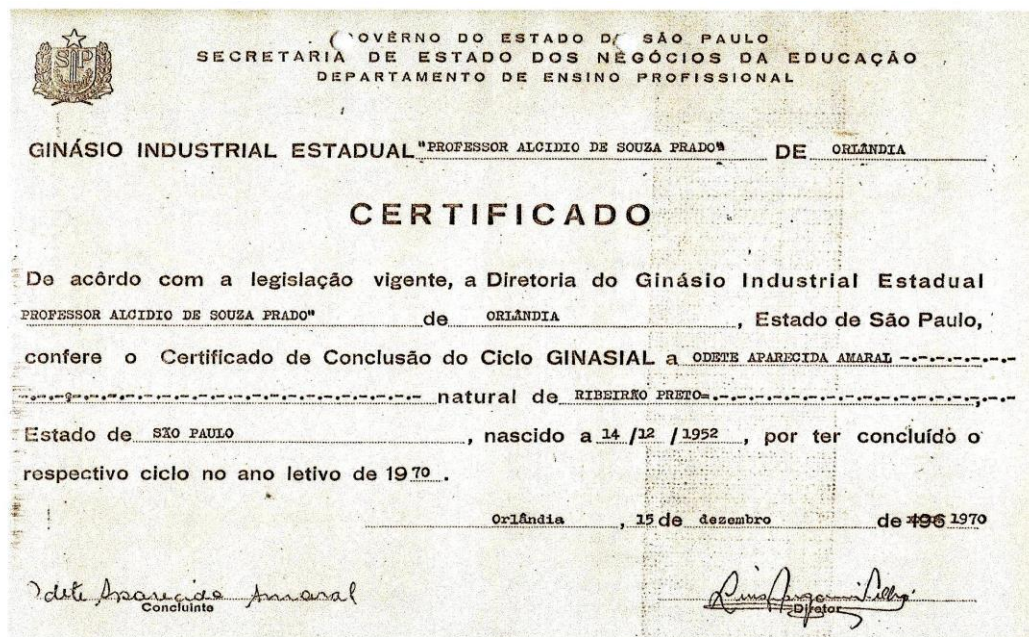 GOVÊRNO DO ESTADO DE SÃO PAULO
SECRETARIA DE ESTADO DOS NEGÓCIOS DA EDUCAÇÃO
DEPARTAMENTO DE ENSINO PROFISSIONAL
SP
GINÁSIO INDUSTRIAL ESTADUAL "PROFESSOR ALCIDIO DE SOUZA PRADO" DE ORLÂNDIA
CERTIFICADO
De acôrdo com a legislação vigente, a Diretoria do Ginásio Industrial Estadual
PROFESSOR ALCIDIO DE SOUZA PRADO" de ORLÂNDIA, Estado de São Paulo,
confere o Certificado de Conclusão do Ciclo GINASIAL a ODETE APARECIDA AMARAL -.-.-.-.-.-
-.-.-.-.-.-.-.-.-.-.-.-.-.-.-.-.- natural de RIBEIRÃO PRETO=.-.-.-.-.-.-.-.-.-.-.-,
Estado de SÃO PAULO, nascido a 14/12/1952, por ter concluído o
respectivo ciclo no ano letivo de 1970.
Orlândia, 15 de dezembro de 196 1970
Odete Aparecida Amaral
Concluinte
Diretor